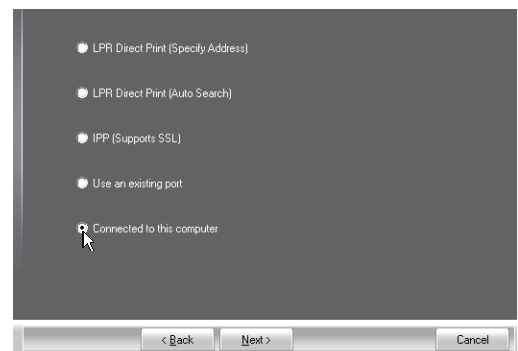 LPR Direct Print (Specify Address)
LPR Direct Print (Auto Search)
IPP (Supports SSL)
Use an existing port
Connected to this computer
< Back Next > Cancel